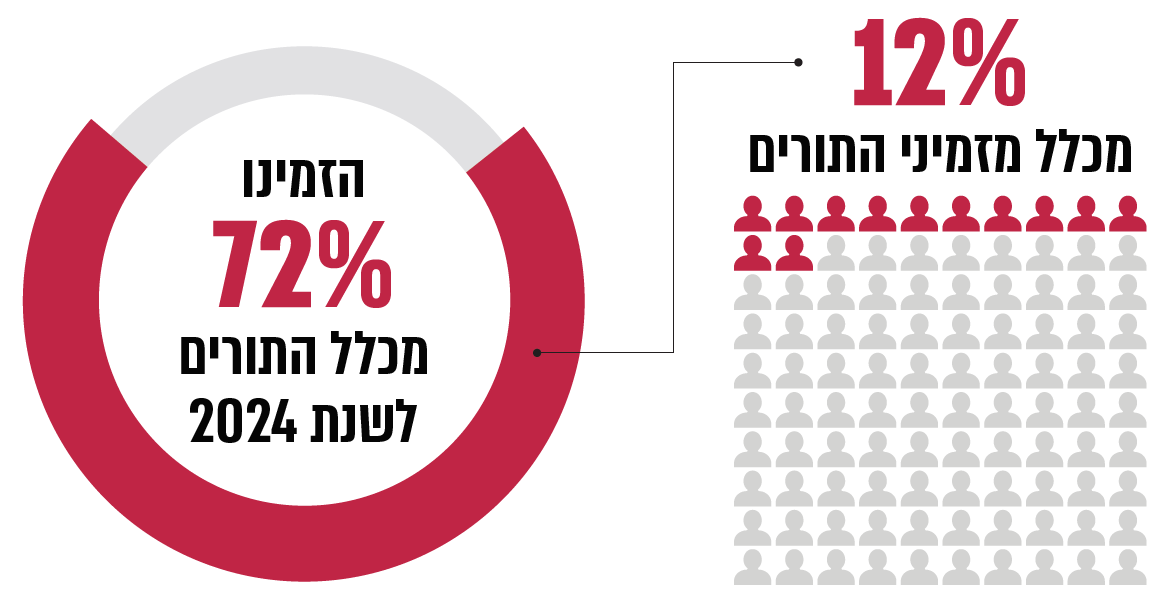 12%
מכלל מזמיני התורים
הזמינו
72%
מכלל התורים
לשנת 2024